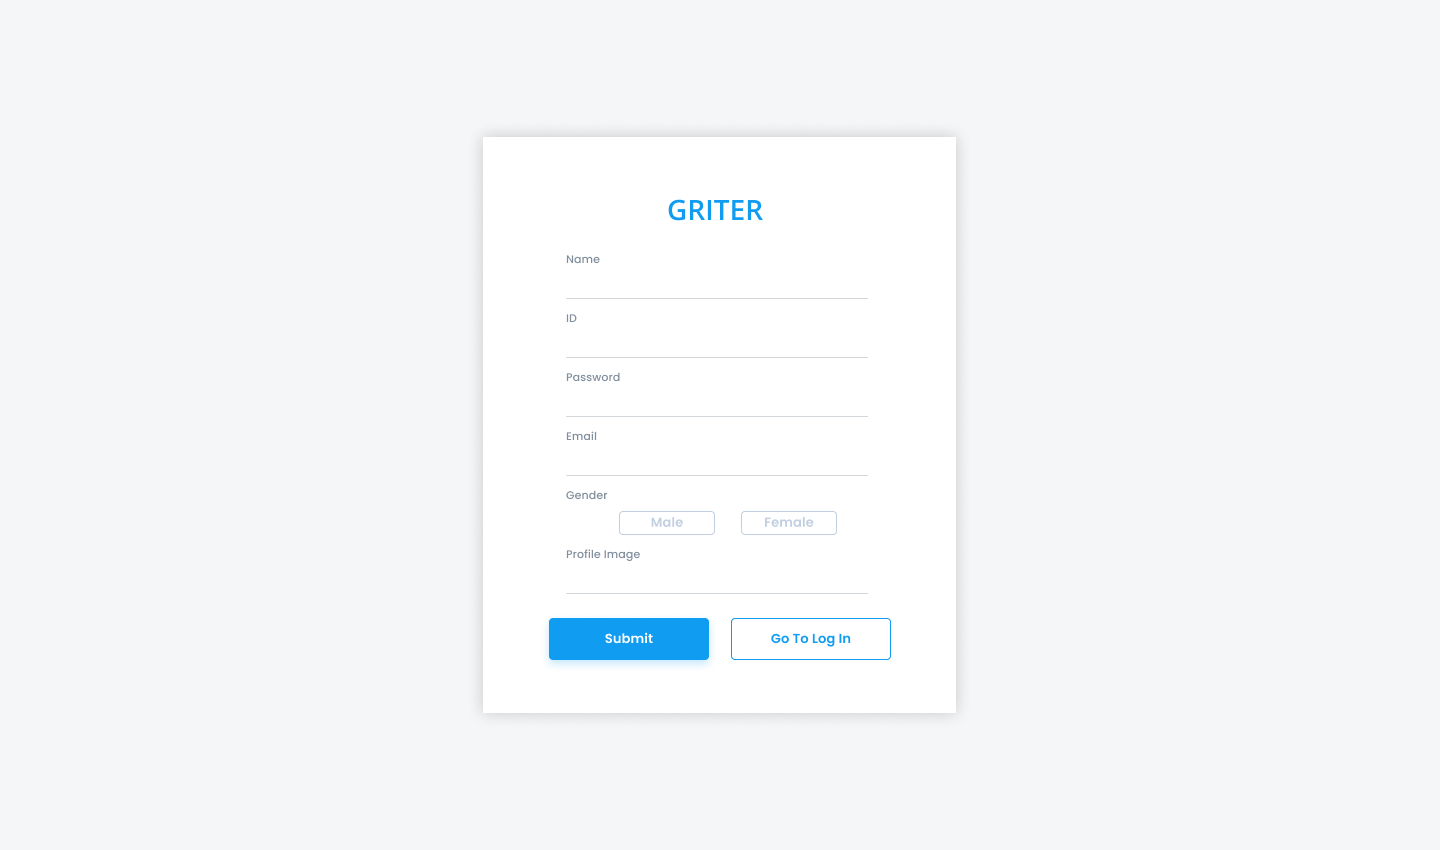 GRITER
Name
ID
Password
Email
Gender
Male Female
Profile Image
Submit Go To Log In